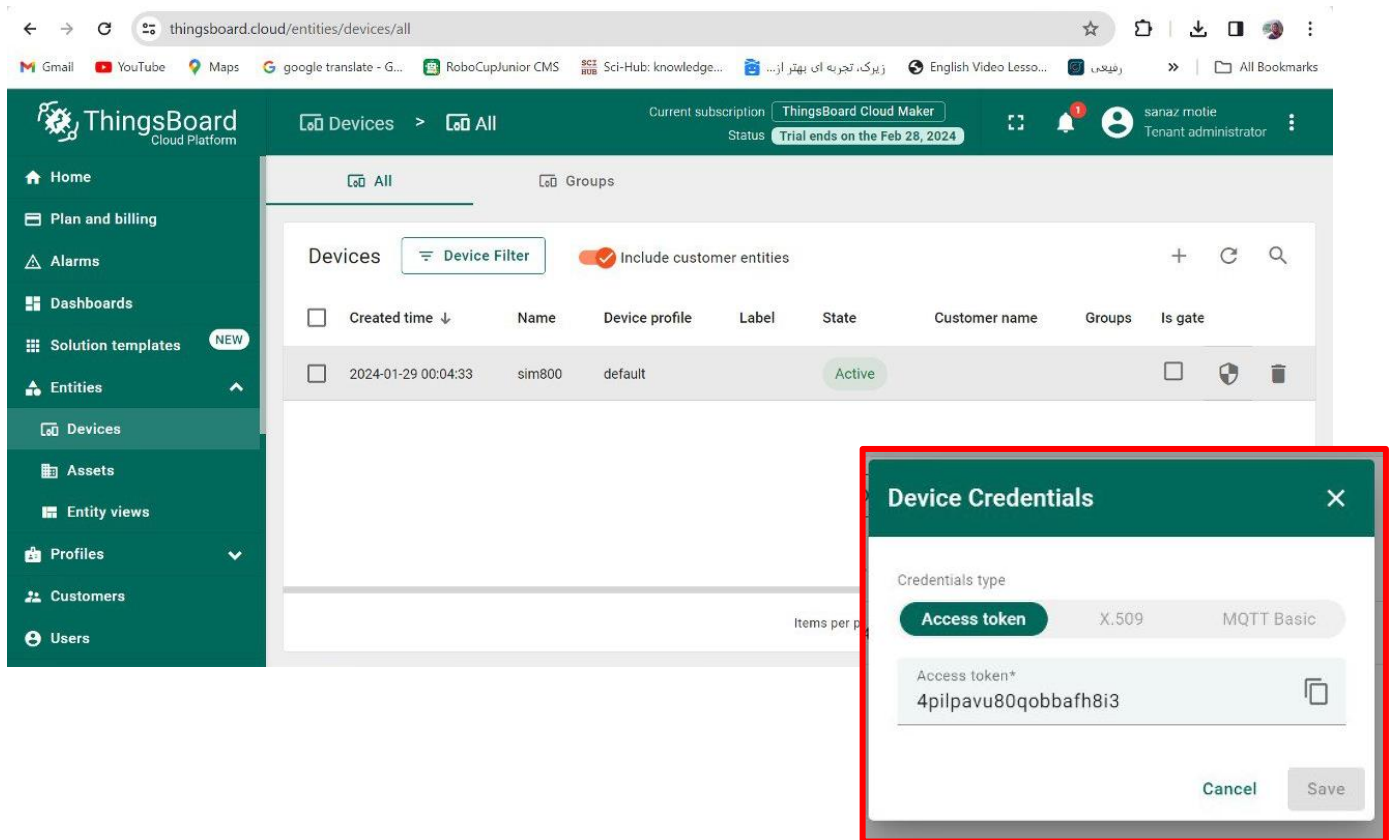 thingsboard.cloud/entities/devices/all
Gmail YouTube Maps google translate - G... RoboCupJunior CMS SCI HUB Sci-Hub: knowledge... زیرک، تجربه ای بهتر از... English Video Lesso... رفیعی » All Bookmarks
ThingsBoard
Cloud Platform
Devices > All
Current subscription ThingsBoard Cloud Maker
Status Trial ends on the Feb 28, 2024
1
sanaz motie
Tenant administrator
Home
Plan and billing
Alarms
Dashboards
Solution templates NEW
Entities
Devices
Assets
Entity views
Profiles
Customers
Users
All Groups
Devices Device Filter Include customer entities
Created time Name Device profile Label State Customer name Groups Is gate
2024-01-29 00:04:33 sim800 default Active
Items per p
Device Credentials
Credentials type
Access token X.509 MQTT Basic
Access token*
4pilpavu80qobbafh8i3
Cancel Save